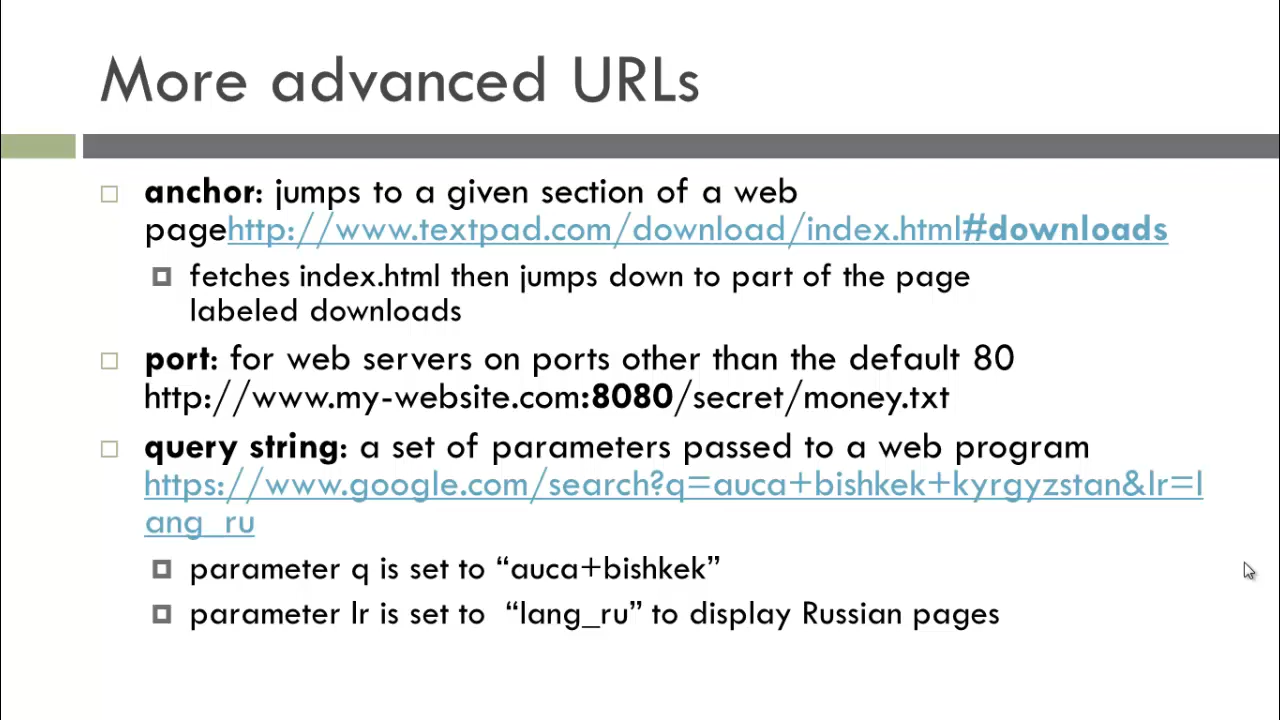 More advanced URLs
anchor: jumps to a given section of a web
pagehttp://www.textpad.com/download/index.html#downloads
fetches index.html then jumps down to part of the page
labeled downloads
port: for web servers on ports other than the default 80
http://www.my-website.com:8080/secret/money.txt
query string: a set of parameters passed to a web program
https://www.google.com/search?q=auca+bishkek+kyrgyzstan&lr=l
ang_ru
parameter q is set to “auca+bishkek”
parameter lr is set to “lang_ru” to display Russian pages